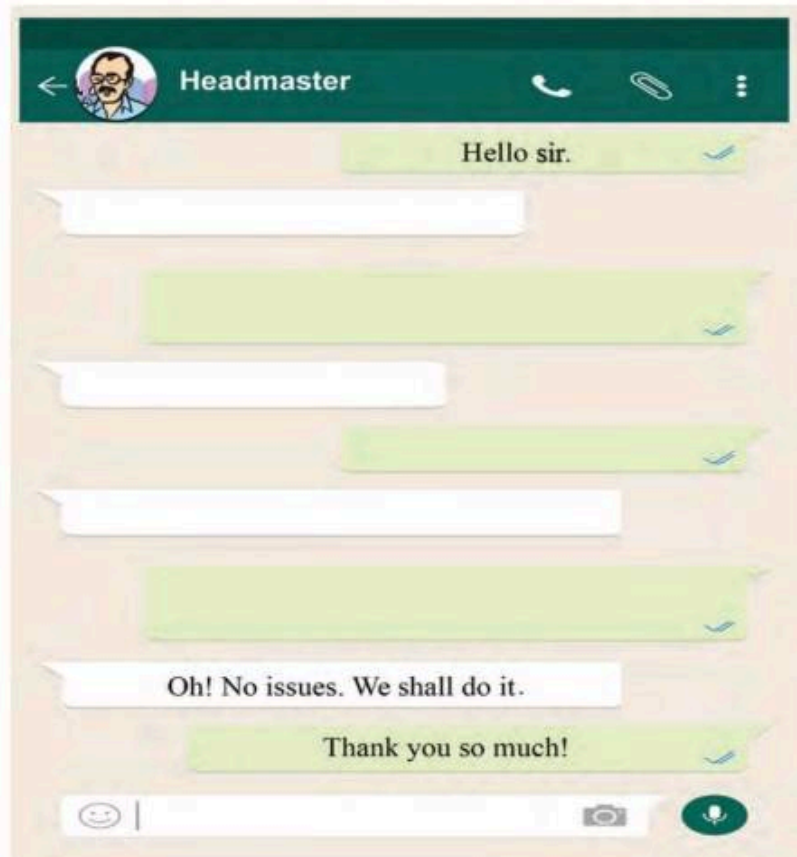 Headmaster
Hello sir.
Oh! No issues. We shall do it.
Thank you so much!